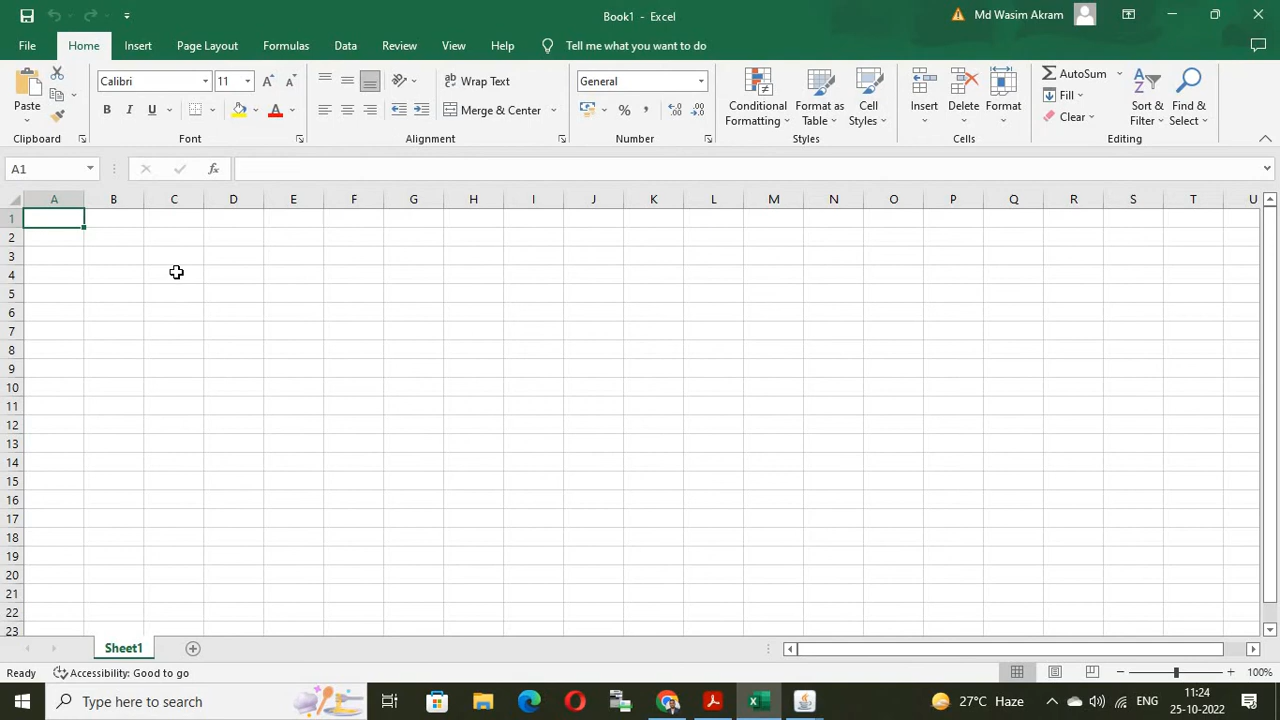 Book1 - Excel
Md Wasim Akram
File Home Insert Page Layout Formulas Data Review View Help Tell me what you want to do
Paste
Clipboard
Calibri 11
B I U
Font
Wrap Text
Merge & Center
Alignment
General
%
Number
Conditional Formatting
Format as Table
Cell Styles
Styles
Insert Delete Format
Cells
AutoSum
Fill
Clear
Sort & Filter
Find & Select
Editing
A1
fx
A B C D E F G H I J K L M N O P Q R S T U
1
2
3
4
5
6
7
8
9
10
11
12
13
14
15
16
17
18
19
20
21
22
23
Sheet1
Ready Accessibility: Good to go 100%
Type here to search
27°C Haze
ENG
11:24
25-10-2022